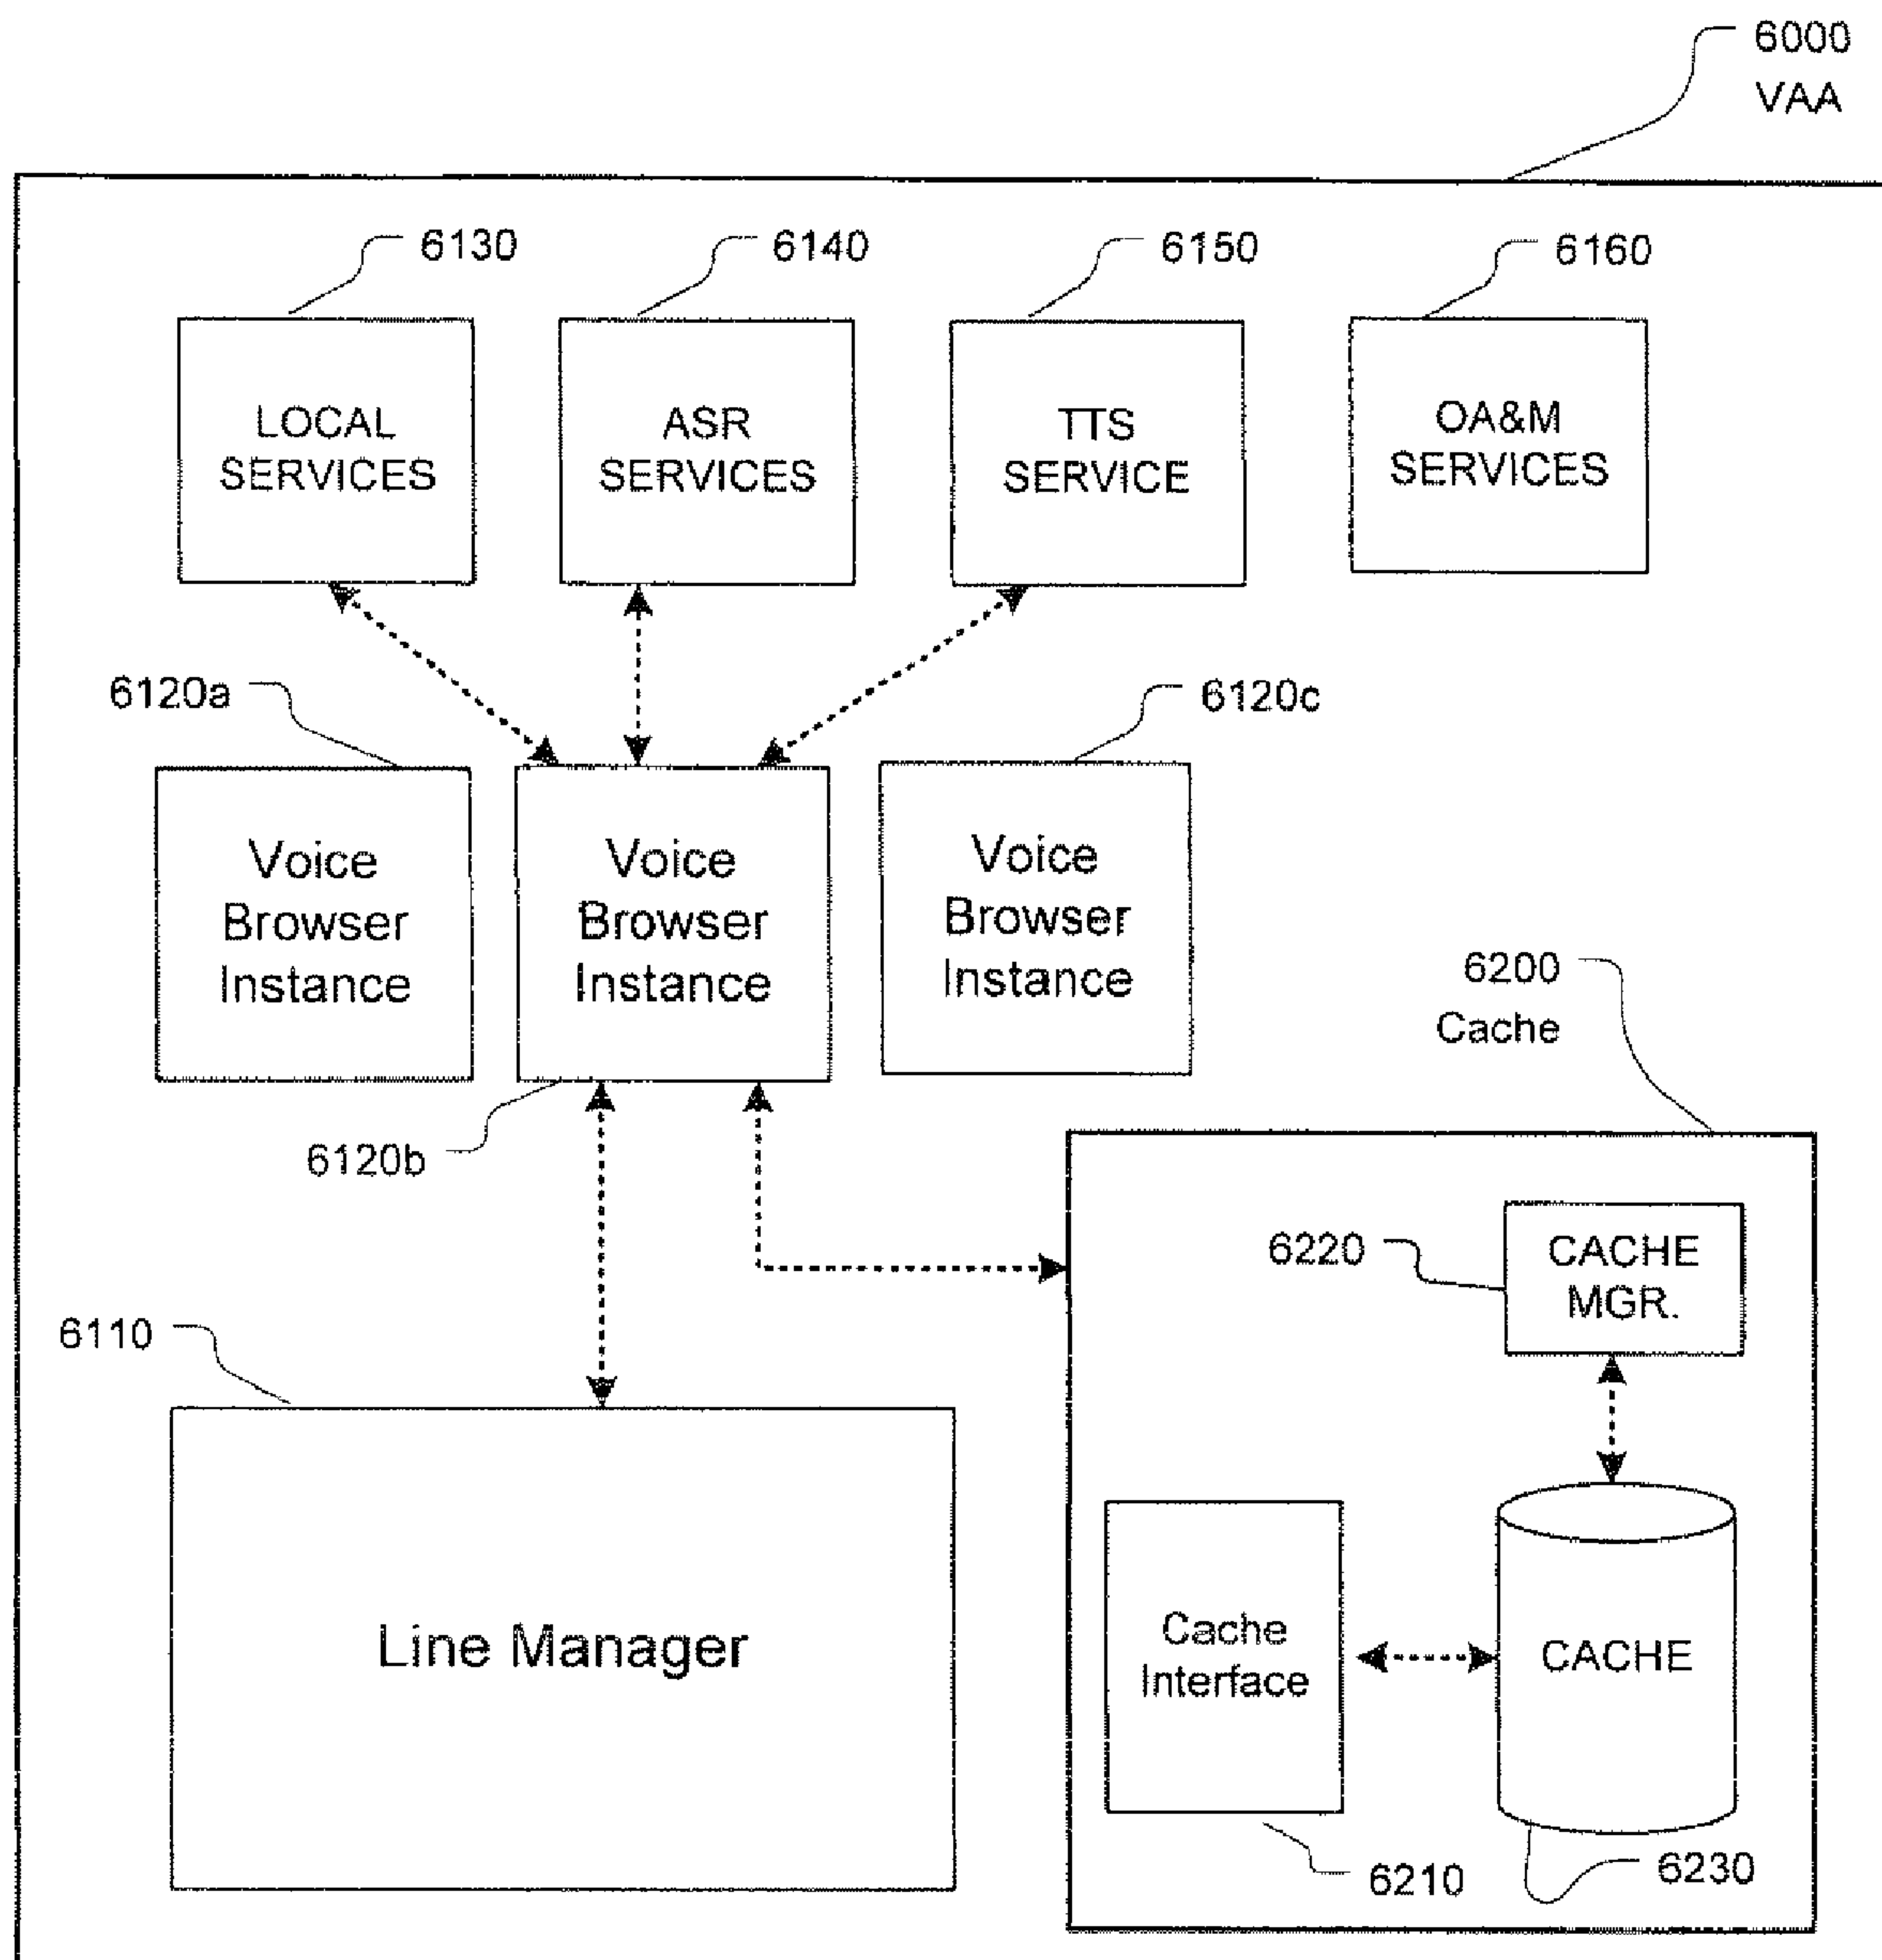 6000
VAA
6130
6140
6150
6160
LOCAL
SERVICES
ASR
SERVICES
TTS
SERVICE
OA&M
SERVICES
6120a
6120c
Voice
Browser
Instance
Voice
Browser
Instance
Voice
Browser
Instance
6200
Cache
6120b
6220
CACHE
MGR.
6110
Line Manager
Cache
Interface
CACHE
6210
6230